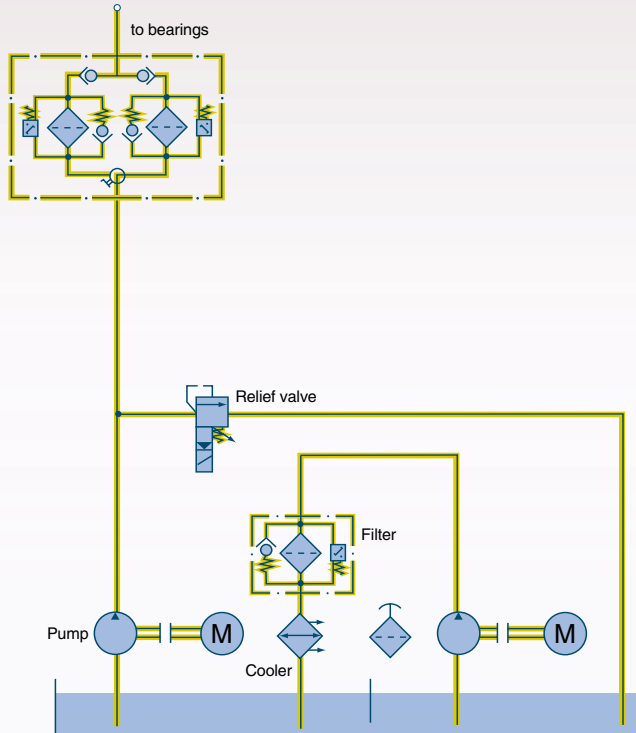 to bearings
Relief valve
Filter
Pump
M
Cooler
M